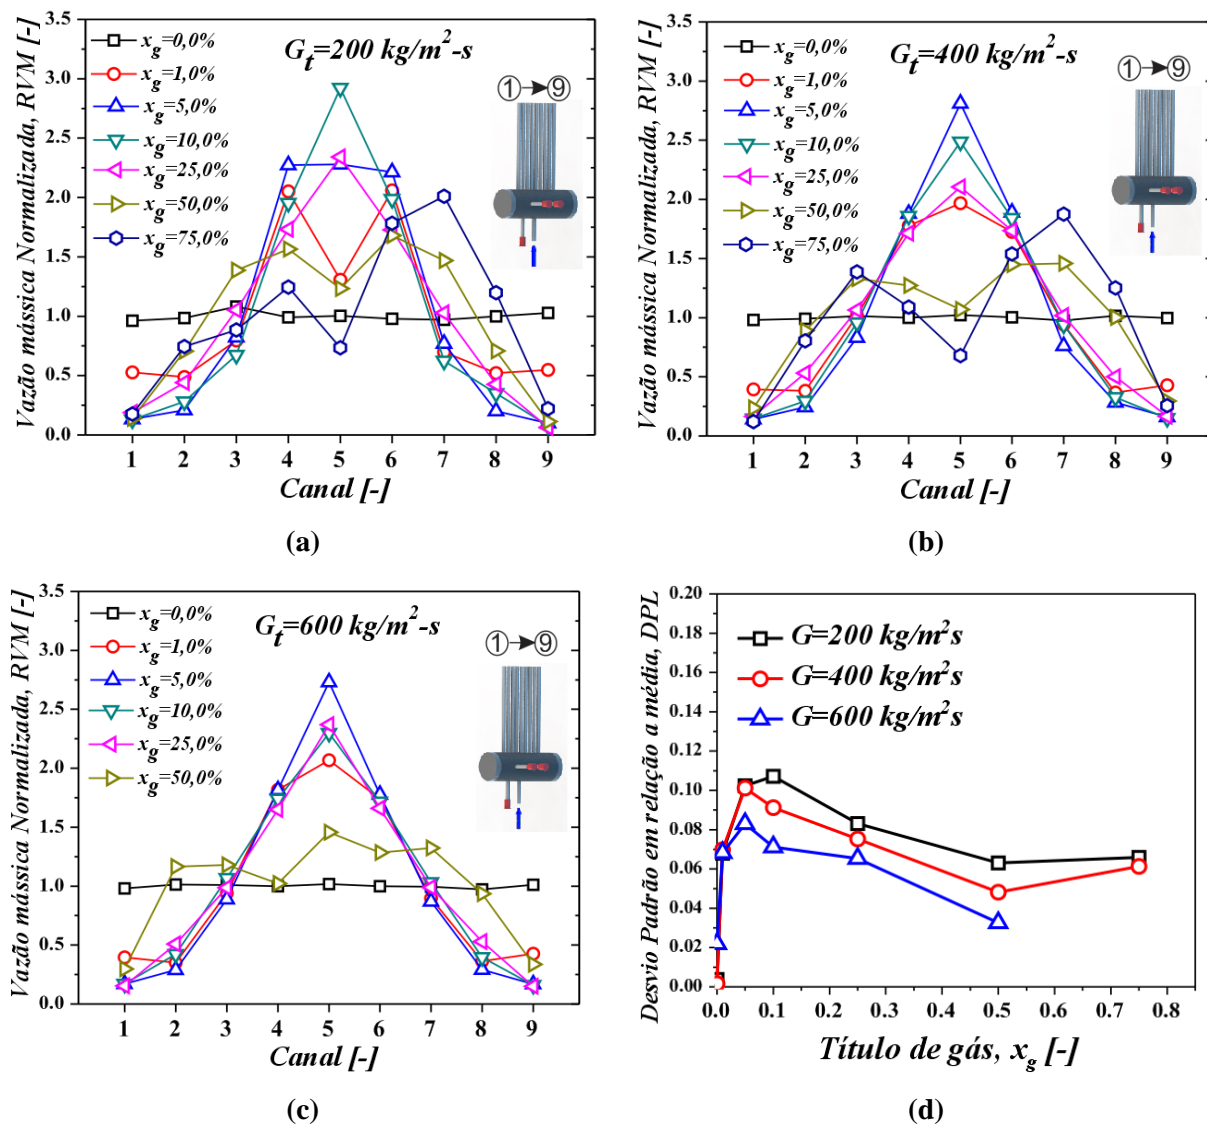 Vazão mássica Normalizada, RVM [-]
3.5
3.0
2.5
2.0
1.5
1.0
0.5
0.0
G_t=200 kg/m²-s
x_g=0,0%
x_g=1,0%
x_g=5,0%
x_g=10,0%
x_g=25,0%
x_g=50,0%
x_g=75,0%
1 9
1 2 3 4 5 6 7 8 9
Canal [-]
(a)
Vazão mássica Normalizada, RVM [-]
3.5
3.0
2.5
2.0
1.5
1.0
0.5
0.0
G_t=400 kg/m²-s
x_g=0,0%
x_g=1,0%
x_g=5,0%
x_g=10,0%
x_g=25,0%
x_g=50,0%
x_g=75,0%
1 9
1 2 3 4 5 6 7 8 9
Canal [-]
(b)
Vazão mássica Normalizada, RVM [-]
3.5
3.0
2.5
2.0
1.5
1.0
0.5
0.0
G_t=600 kg/m²-s
x_g=0,0%
x_g=1,0%
x_g=5,0%
x_g=10,0%
x_g=25,0%
x_g=50,0%
1 9
1 2 3 4 5 6 7 8 9
Canal [-]
(c)
Desvio Padrão em relação a média, DPL
0.20
0.18
0.16
0.14
0.12
0.10
0.08
0.06
0.04
0.02
0.00
G=200 kg/m²s
G=400 kg/m²s
G=600 kg/m²s
0.0 0.1 0.2 0.3 0.4 0.5 0.6 0.7 0.8
Título de gás, x_g [-]
(d)